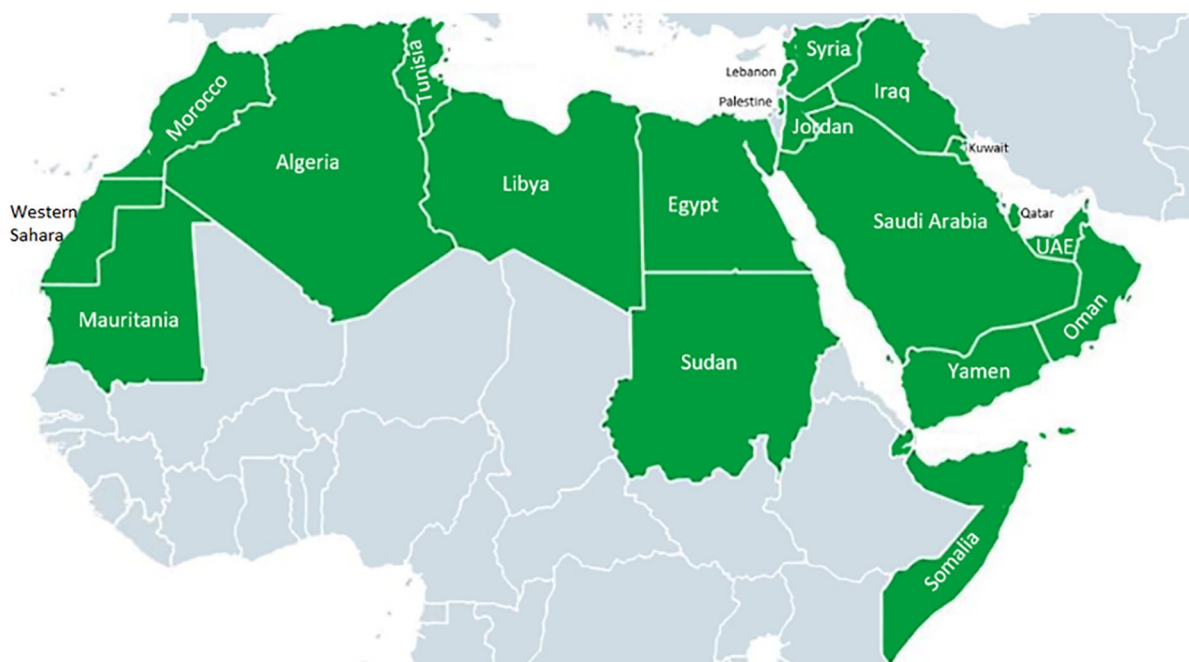 Syria
Lebanon
Tunisia
Iraq
Palestine
Morocco
Jordan
Kuwait
Algeria
Libya
Egypt
Western
Sahara
Qatar
Saudi Arabia
UAE
Mauritania
Oman
Sudan
Yamen
Somalia